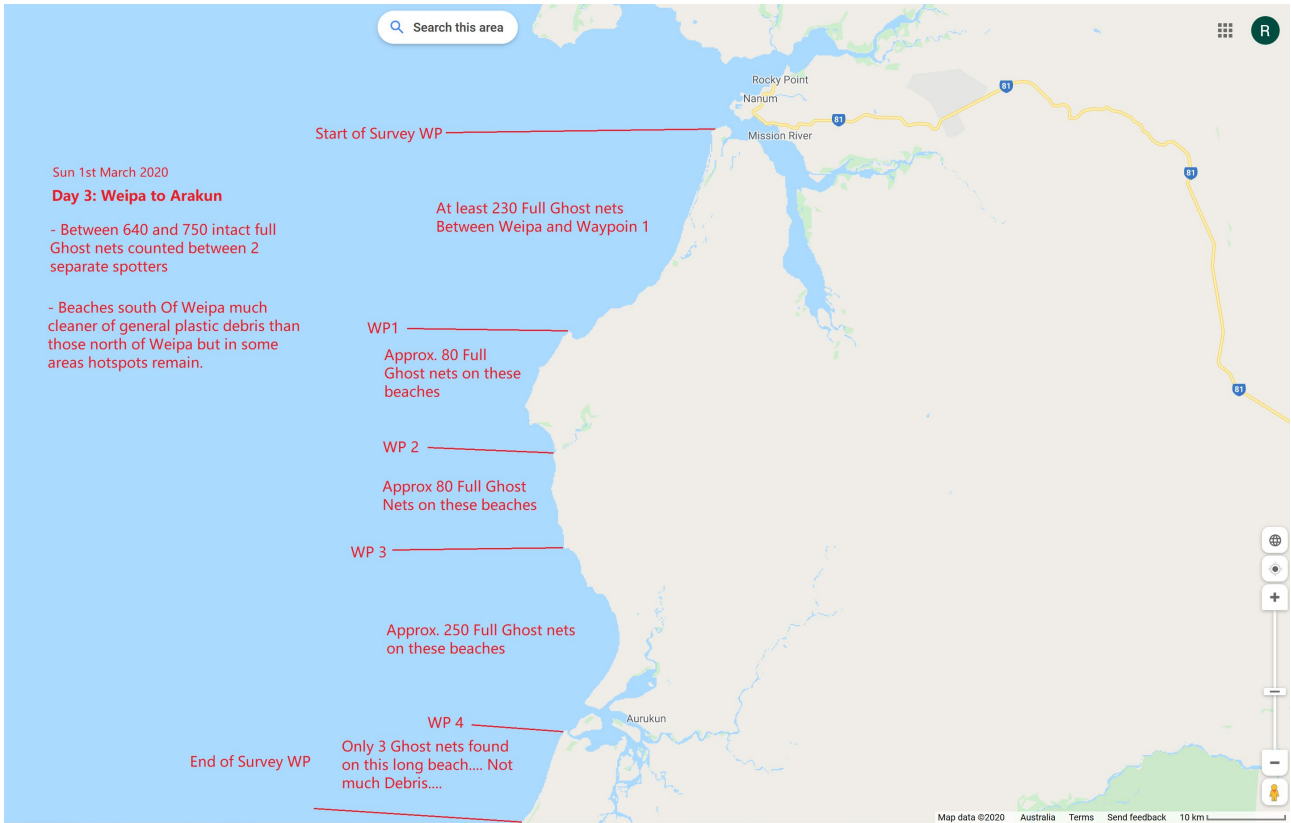 Search this area
R
Rocky Point
Nanum
81
81
Mission River
81
81
Start of Survey WP
Sun 1st March 2020
Day 3: Weipa to Arakun
- Between 640 and 750 intact full
Ghost nets counted between 2
separate spotters
- Beaches south Of Weipa much
cleaner of general plastic debris than
those north of Weipa but in some
areas hotspots remain.
At least 230 Full Ghost nets
Between Weipa and Waypoin 1
WP1
Approx. 80 Full
Ghost nets on these
beaches
WP 2
Approx 80 Full Ghost
Nets on these beaches
WP 3
Approx. 250 Full Ghost nets
on these beaches
WP 4
Aurukun
Only 3 Ghost nets found
on this long beach.... Not
much Debris....
End of Survey WP
Map data ©2020 Australia Terms Send feedback 10 km